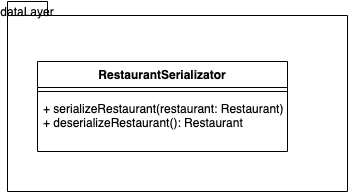 dataLayer
RestaurantSerializator
+ serializeRestaurant(restaurant: Restaurant)
+ deserializeRestaurant(): Restaurant